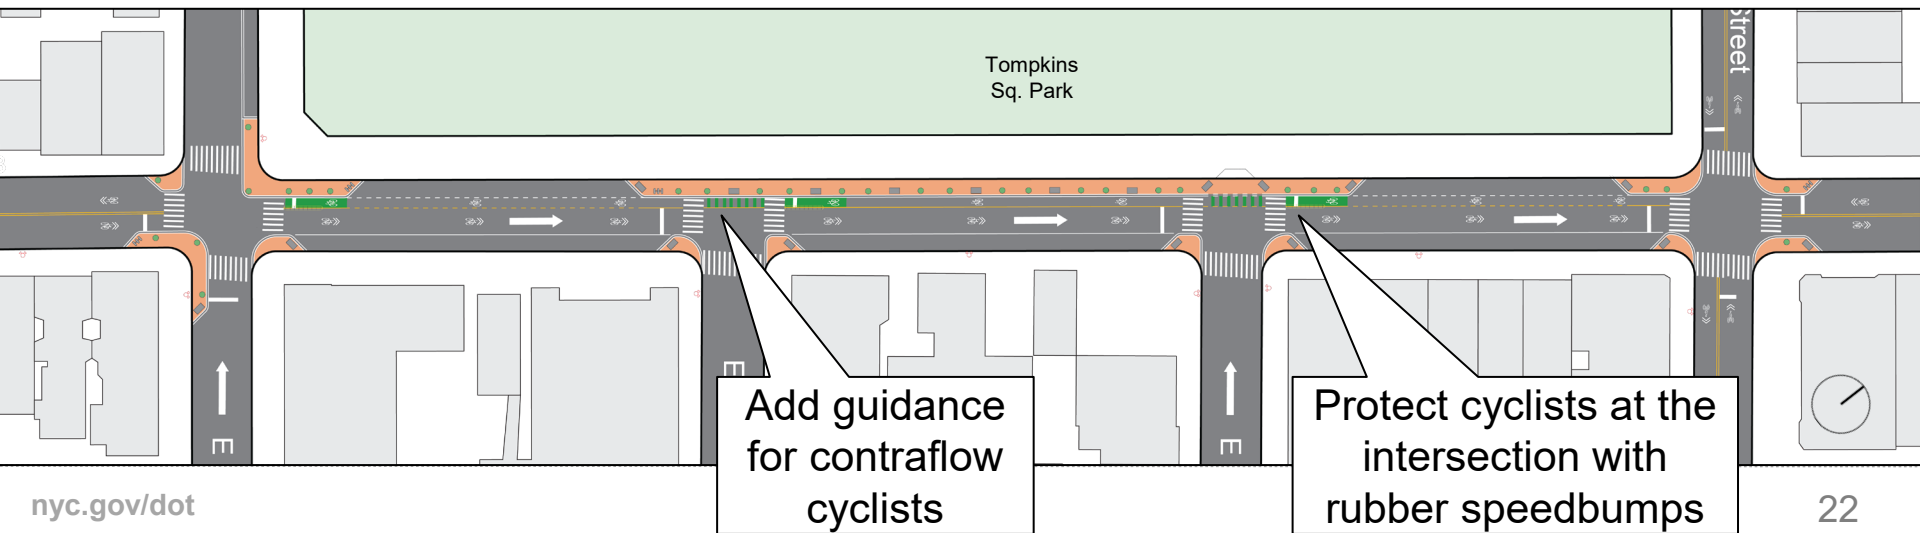 Street
Tompkins
Sq. Park
E
E
E
Add guidance
for contraflow
cyclists
Protect cyclists at the
intersection with
rubber speedbumps
nyc.gov/dot
22